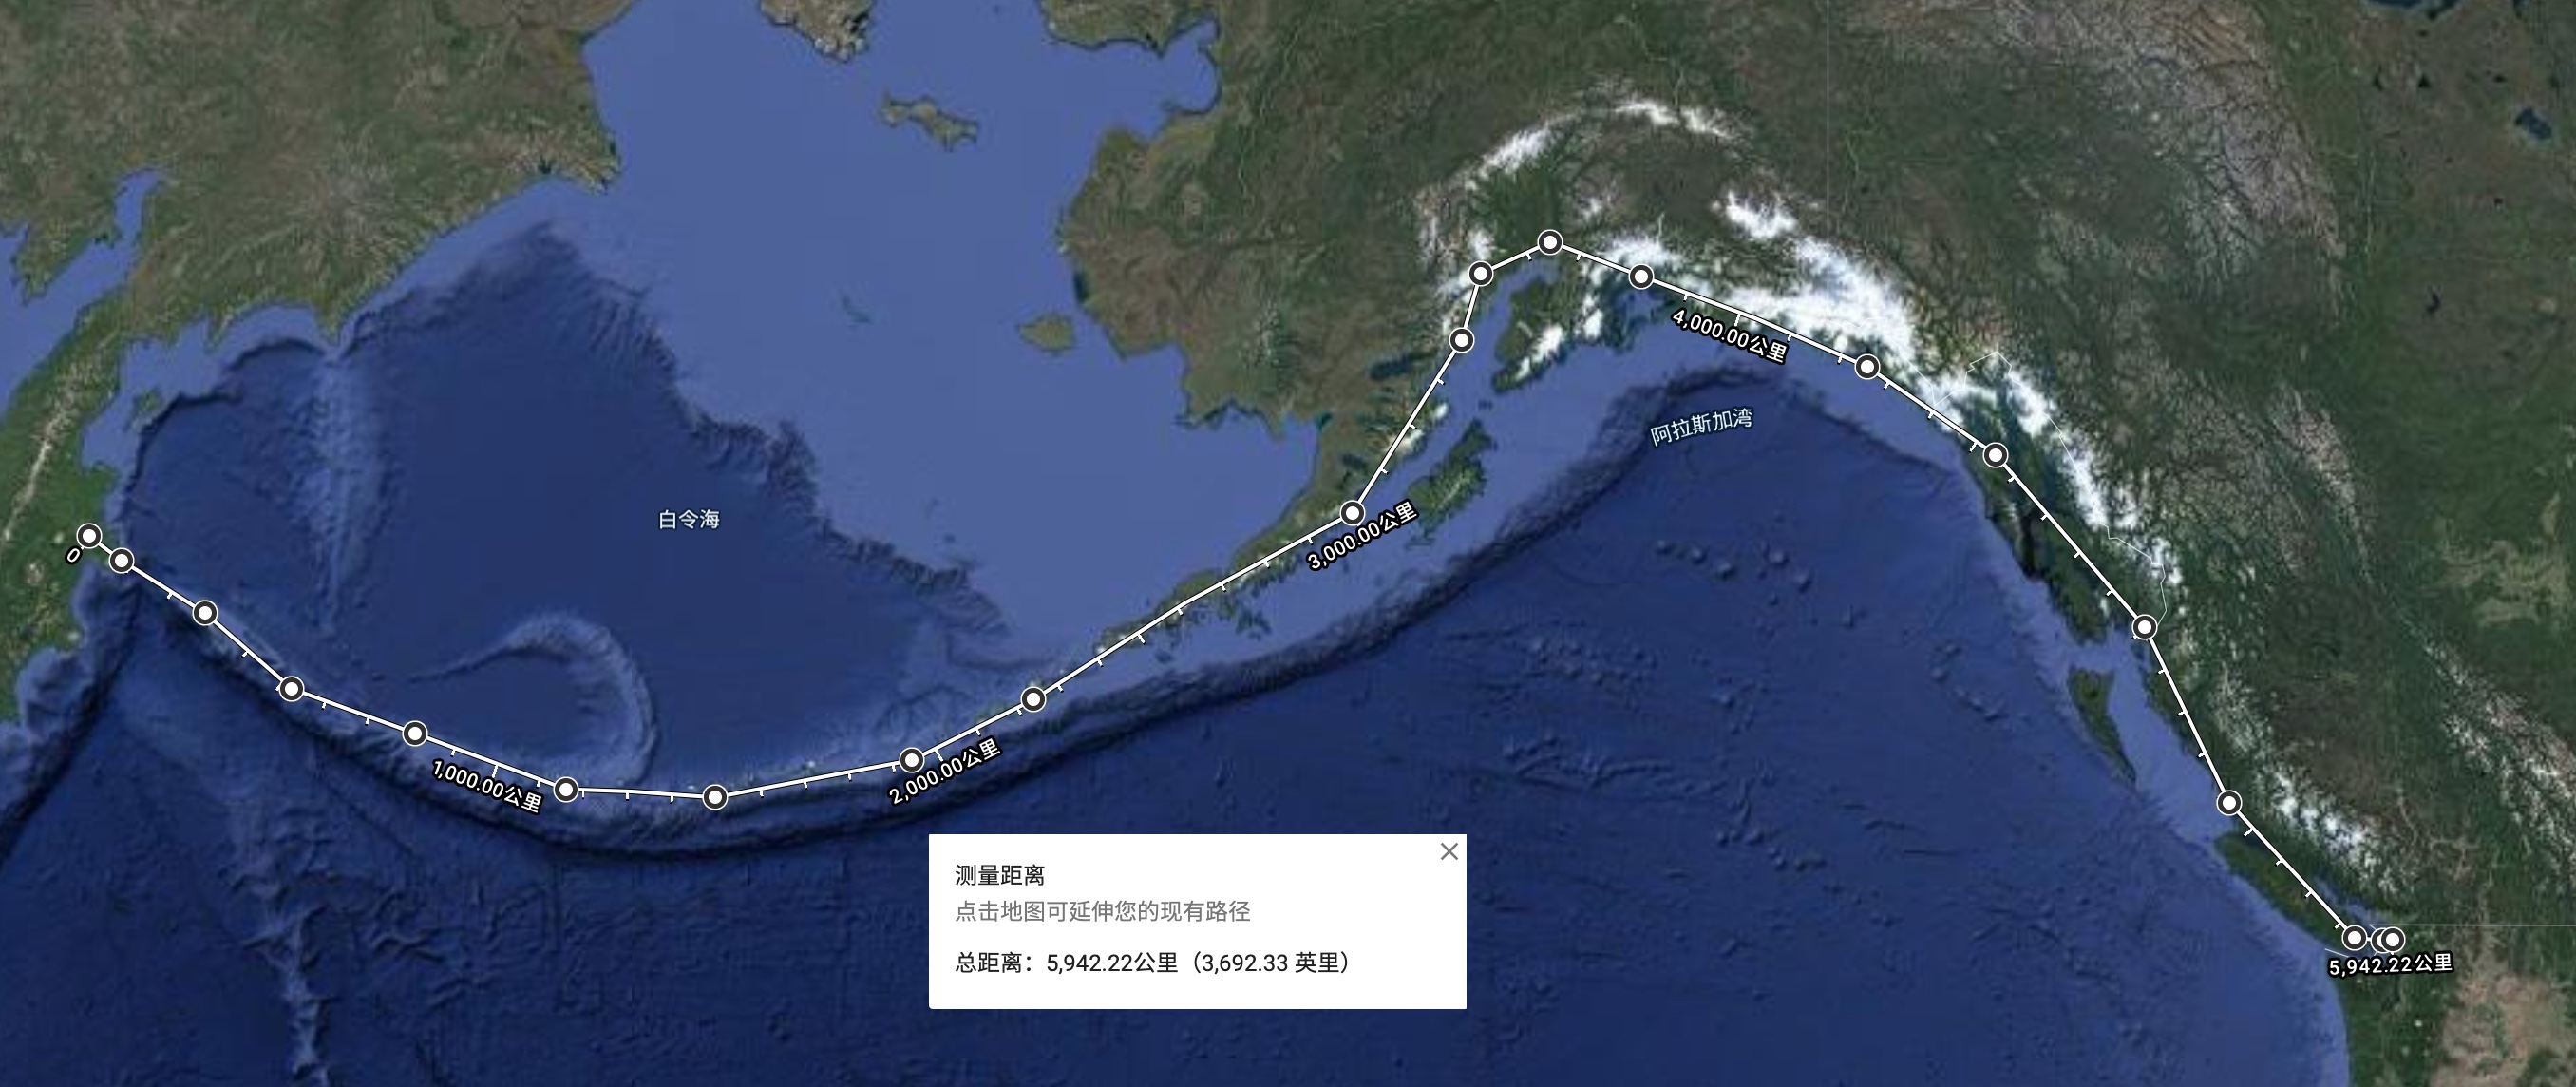 阿拉斯加湾
白令海
0
1,000.00公里
2,000.00公里
3,000.00公里
4,000.00公里
5,942.22公里
测量距离
点击地图可延伸您的现有路径
总距离：5,942.22公里（3,692.33 英里）